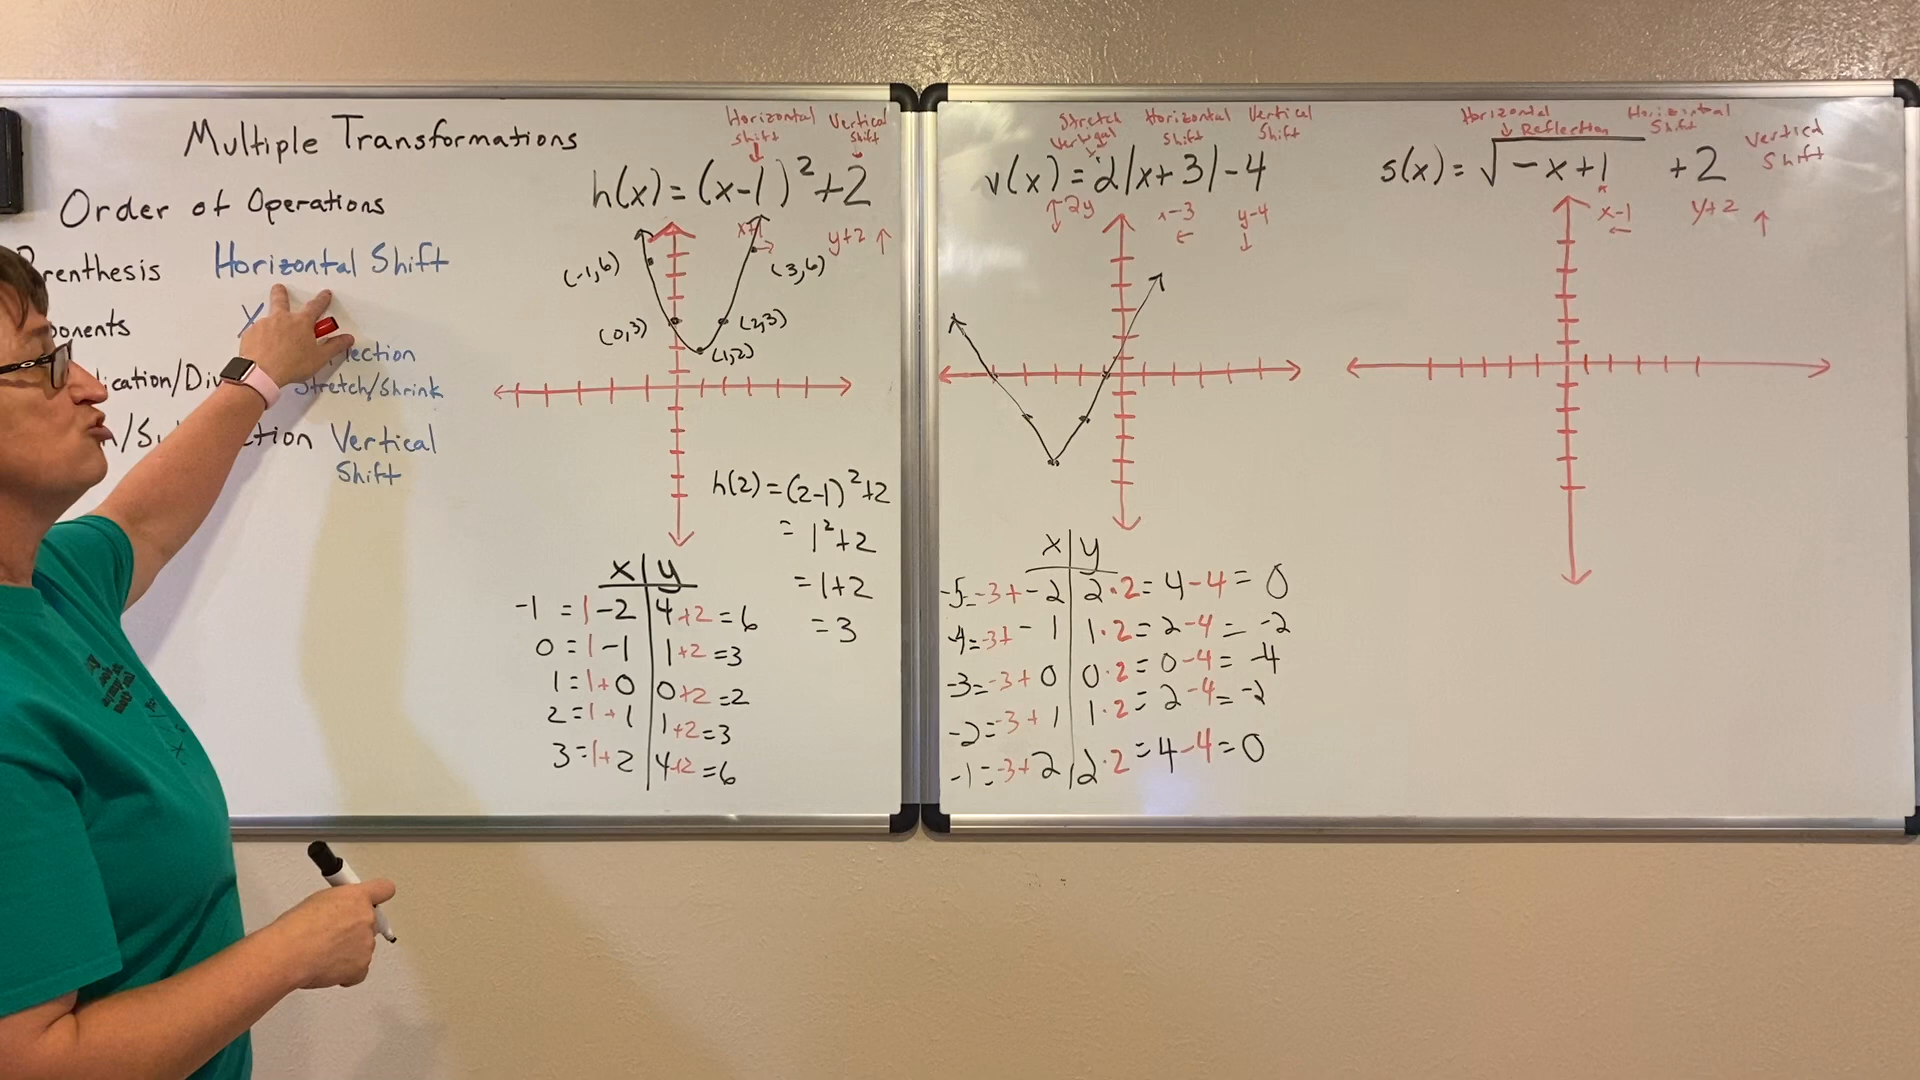 Multiple Transformations
Order of Operations
renthesis Horizontal Shift
ponents X
ication/Div lection
Stretch/Shrink
ction Vertical
Shift
Horizontal Vertical
Shift Shift
h(x) = (x-1)² + 2
x+1 y+2 ↑
(-1,6) (3,6)
(0,3) (2,3)
(1,2)
h(2) = (2-1)² + 2
= 1² + 2
= 1 + 2
= 3
x | y
-1 = 1 -2 | 4 +2 = 6
0 = 1 -1 | 1 +2 = 3
1 = 1 + 0 | 0 +2 = 2
2 = 1 + 1 | 1 +2 = 3
3 = 1 + 2 | 4 +2 = 6
Stretch Horizontal Vertical
Vertigal Shift Shift
v(x) = 2|x+3| - 4
↕ 2y x-3 y-4
← ↓
x | y
-5 = -3 + -2 | 2 · 2 = 4 - 4 = 0
-4 = -3 + -1 | 1 · 2 = 2 - 4 = -2
-3 = -3 + 0 | 0 · 2 = 0 - 4 = -4
-2 = -3 + 1 | 1 · 2 = 2 - 4 = -2
-1 = -3 + 2 | 2 · 2 = 4 - 4 = 0
Horizontal Horizontal
↓ Reflection Shift Vertical
Shift
s(x) = √(-x+1) + 2
x-1 y+2 ↑
←